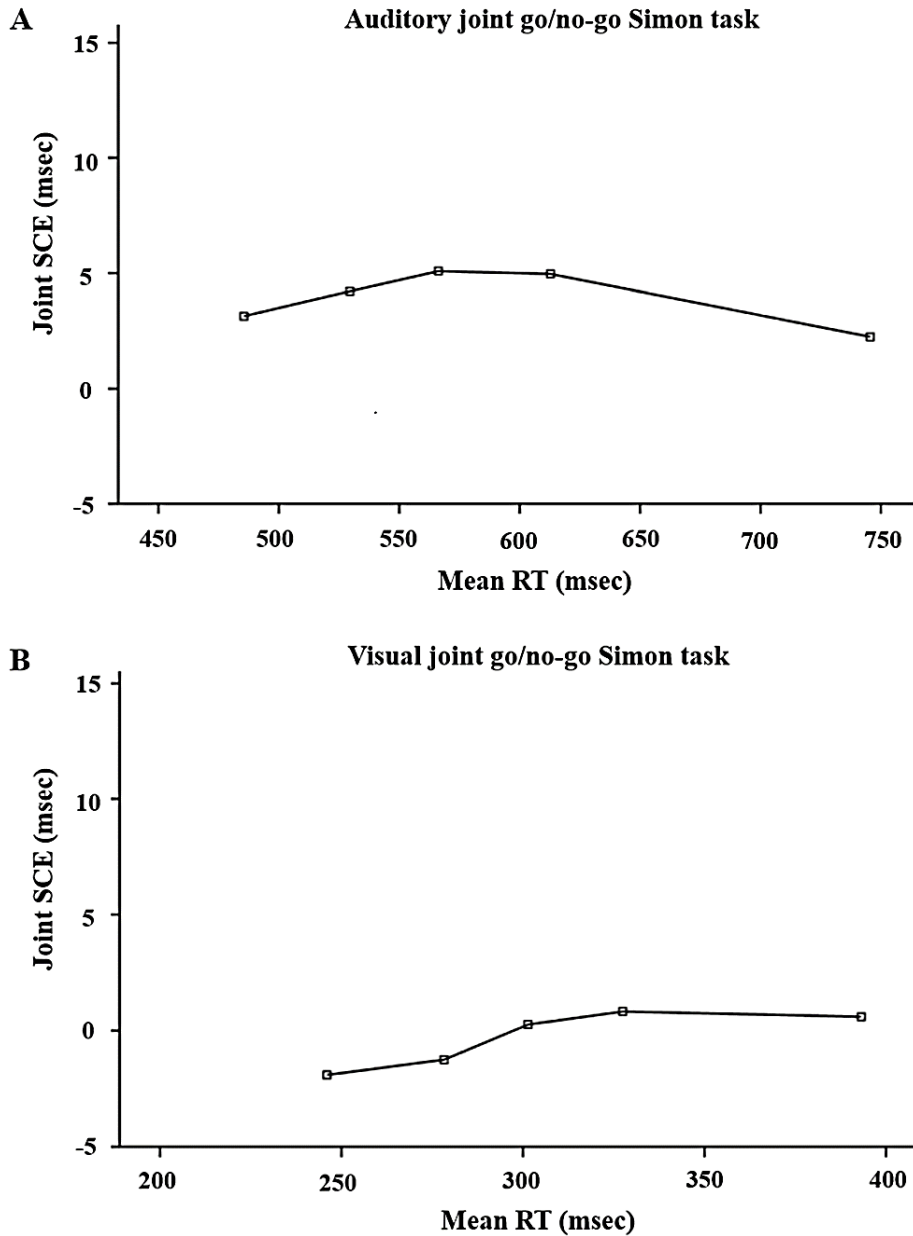 A
Auditory joint go/no-go Simon task
15
10
5
0
-5
Joint SCE (msec)
450 500 550 600 650 700 750
Mean RT (msec)
B
Visual joint go/no-go Simon task
15
10
5
0
-5
Joint SCE (msec)
200 250 300 350 400
Mean RT (msec)